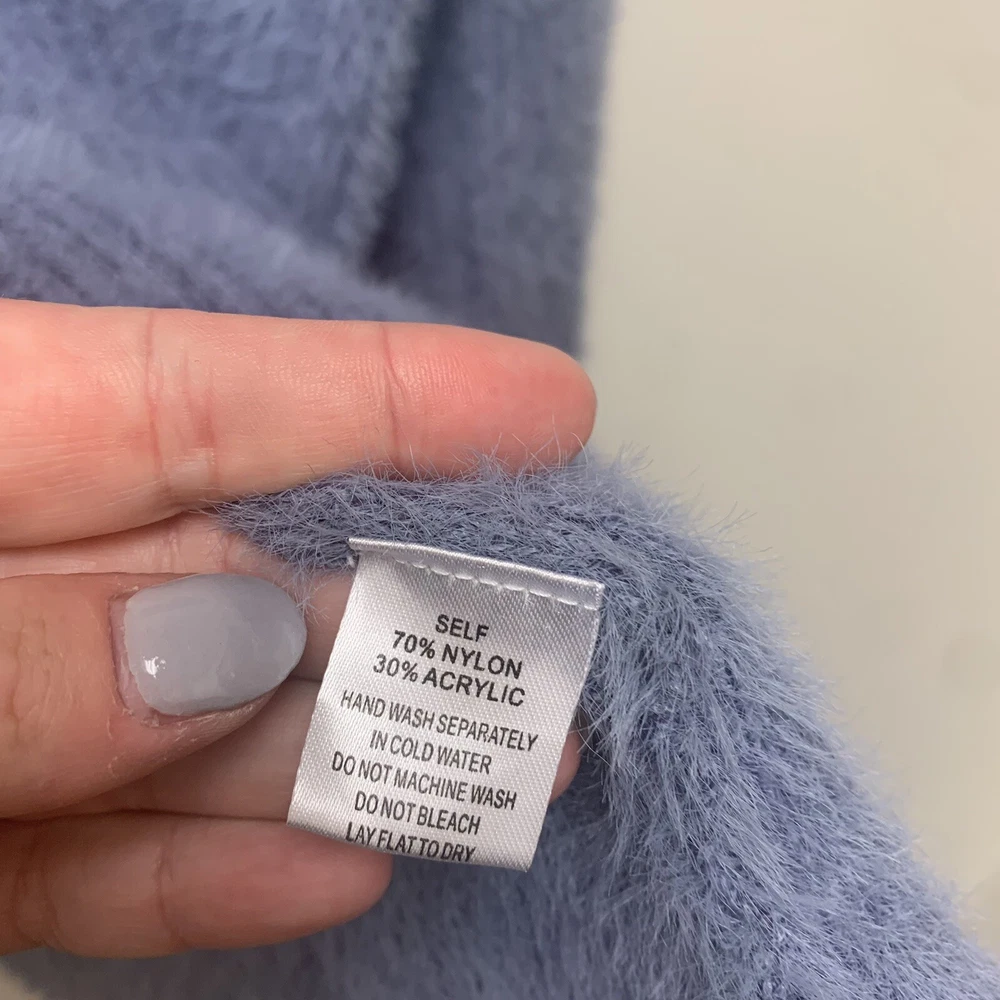 SELF
70% NYLON
30% ACRYLIC
HAND WASH SEPARATELY
IN COLD WATER
DO NOT MACHINE WASH
DO NOT BLEACH
LAY FLAT TO DRY